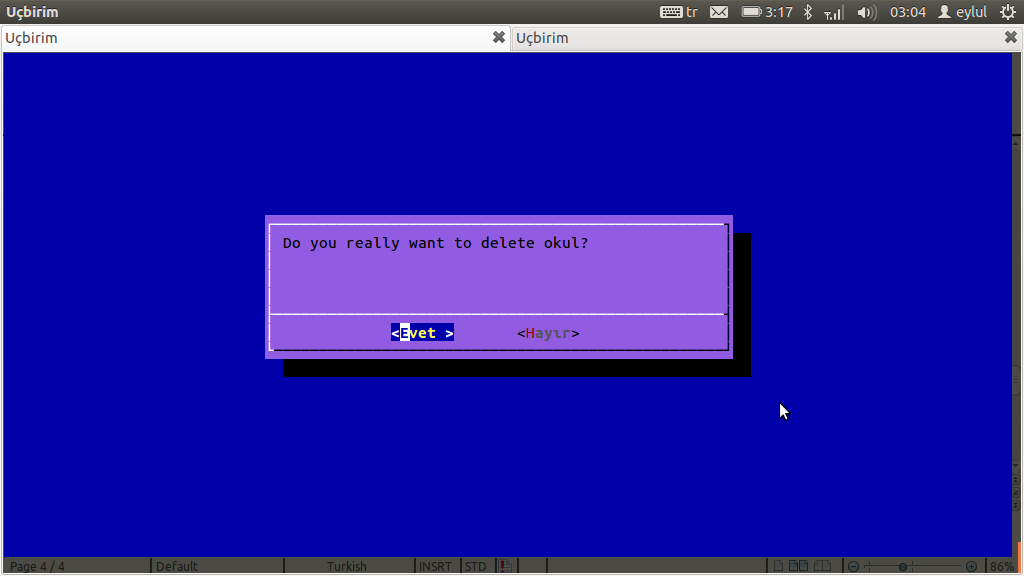 Uçbirim
tr
3:17
03:04
eylul
Uçbirim
Uçbirim
Do you really want to delete okul?
<Evet > <Hayır>
Page 4 / 4 Default Turkish INSRT STD 86%